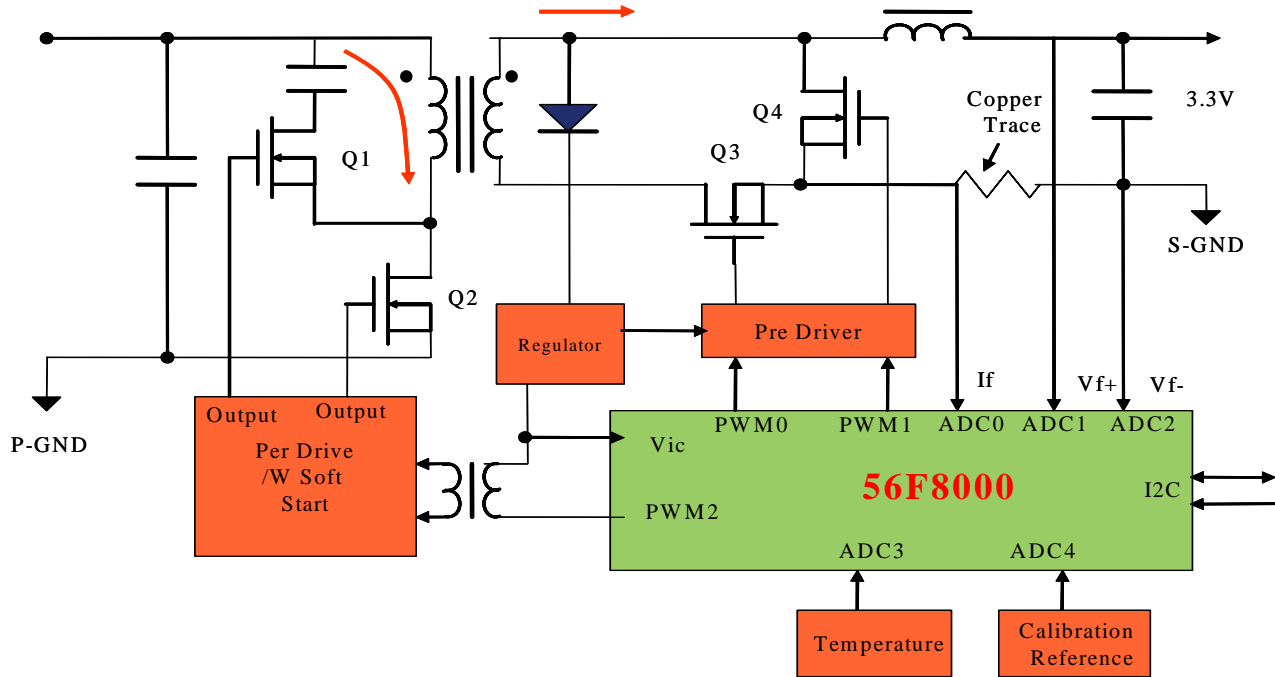 Copper
Trace
3.3V
Q4
Q1
Q3
S-GND
Q2
Regulator
Pre Driver
If
Vf+
Vf-
Output
Output
P-GND
PWM0
PWM1
ADC0
ADC1
ADC2
Vic
Per Drive
/W Soft
Start
56F8000
I2C
PWM2
ADC3
ADC4
Temperature
Calibration
Reference